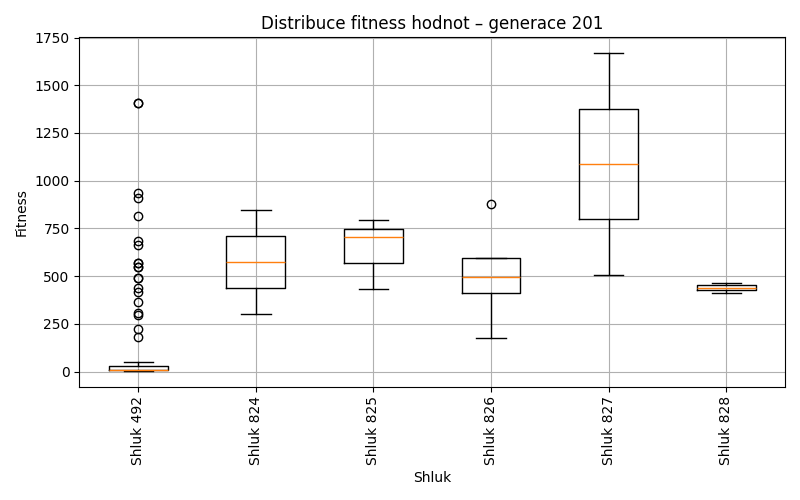 Distribuce fitness hodnot – generace 201
1750
1500
1250
1000
750
500
250
0
Fitness
Shluk 492
Shluk 824
Shluk 825
Shluk 826
Shluk 827
Shluk 828
Shluk